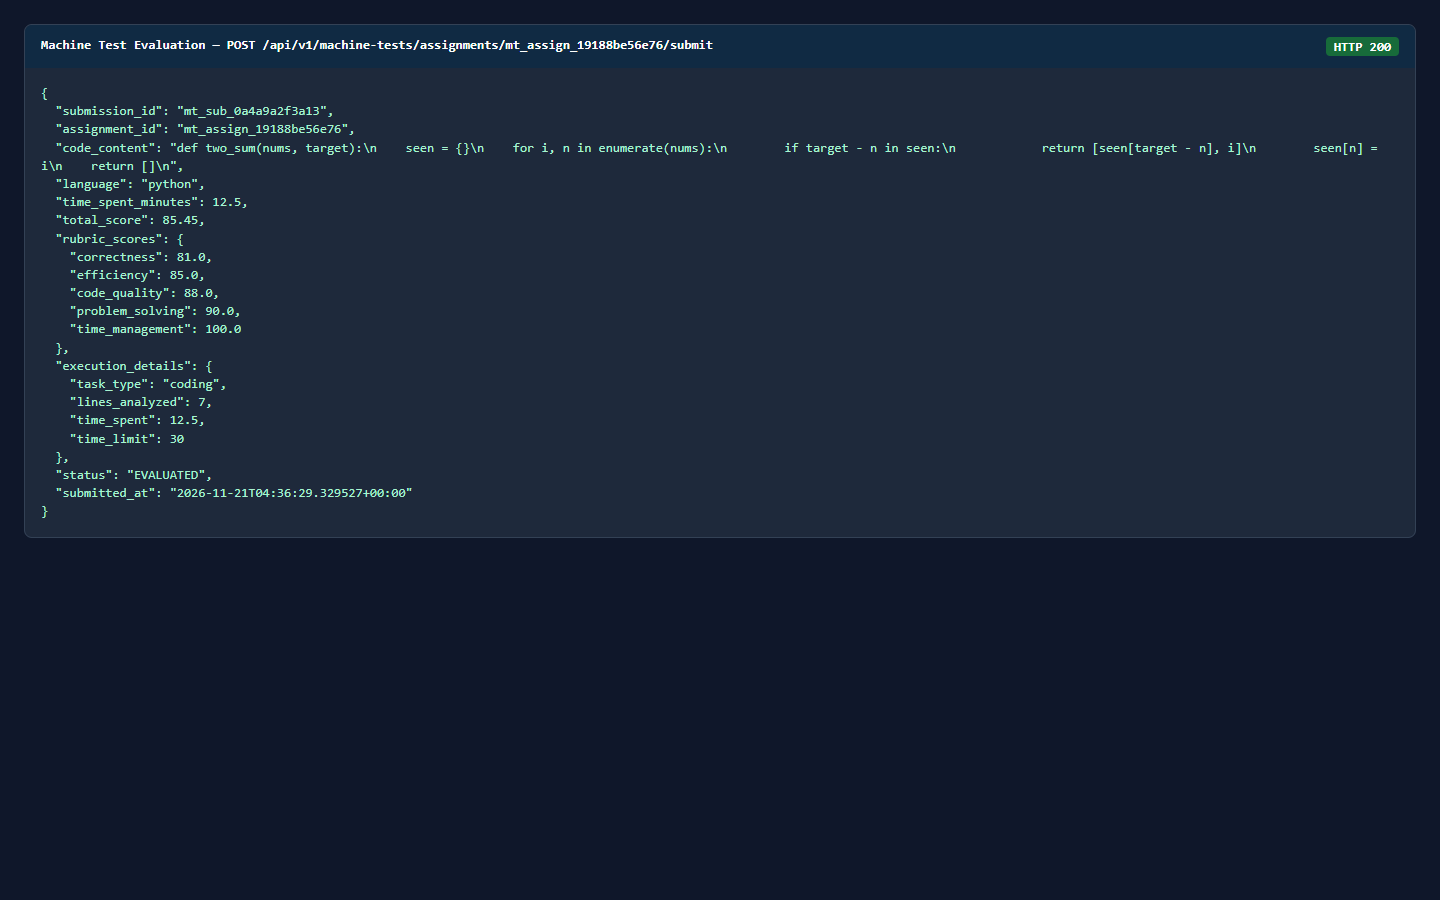 Machine Test Evaluation — POST /api/v1/machine-tests/assignments/mt_assign_19188be56e76/submit
HTTP 200
{
  "submission_id": "mt_sub_0a4a9a2f3a13",
  "assignment_id": "mt_assign_19188be56e76",
  "code_content": "def two_sum(nums, target):\n    seen = {}\n    for i, n in enumerate(nums):\n        if target - n in seen:\n            return [seen[target - n], i]\n        seen[n] =
i\n    return []\n",
  "language": "python",
  "time_spent_minutes": 12.5,
  "total_score": 85.45,
  "rubric_scores": {
    "correctness": 81.0,
    "efficiency": 85.0,
    "code_quality": 88.0,
    "problem_solving": 90.0,
    "time_management": 100.0
  },
  "execution_details": {
    "task_type": "coding",
    "lines_analyzed": 7,
    "time_spent": 12.5,
    "time_limit": 30
  },
  "status": "EVALUATED",
  "submitted_at": "2026-11-21T04:36:29.329527+00:00"
}